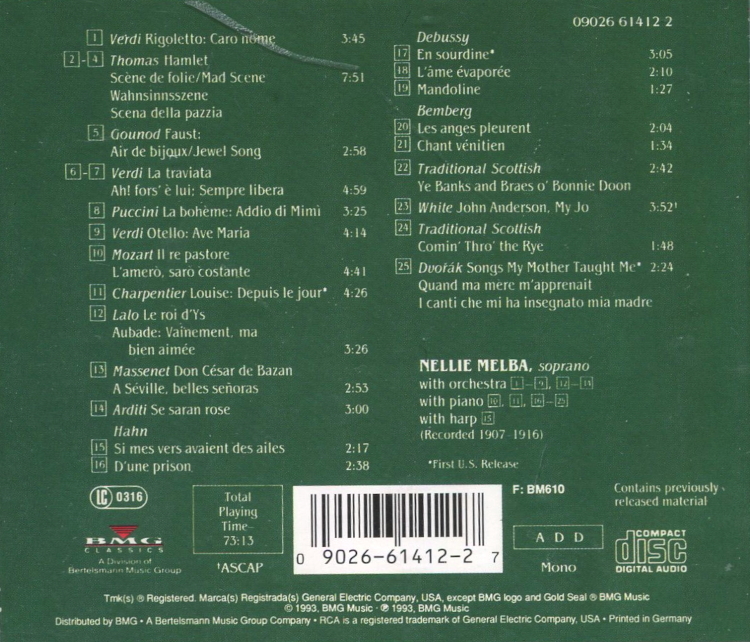 09026 61412 2
1 Verdi Rigoletto: Caro nome 3:45
2 - 4 Thomas Hamlet
Scène de folie/Mad Scene 7:51
Wahnsinnsszene
Scena della pazzia
5 Gounod Faust:
Air de bijoux/Jewel Song 2:58
6 - 7 Verdi La traviata
Ah! fors' è lui; Sempre libera 4:59
8 Puccini La bohème: Addio di Mimì 3:25
9 Verdi Otello: Ave Maria 4:14
10 Mozart Il re pastore
L'amerò, sarò costante 4:41
11 Charpentier Louise: Depuis le jour* 4:26
12 Lalo Le roi d'Ys
Aubade: Vainement, ma
bien aimée 3:26
13 Massenet Don César de Bazan
A Séville, belles señoras 2:53
14 Arditi Se saran rose 3:00
Hahn
15 Si mes vers avaient des ailes 2:17
16 D'une prison 2:38
Debussy
17 En sourdine* 3:05
18 L'âme évaporée 2:10
19 Mandoline 1:27
Bemberg
20 Les anges pleurent 2:04
21 Chant vénitien 1:34
22 Traditional Scottish 2:42
Ye Banks and Braes o' Bonnie Doon
23 White John Anderson, My Jo 3:52†
24 Traditional Scottish
Comin' Thro' the Rye 1:48
25 Dvořák Songs My Mother Taught Me* 2:24
Quand ma mère m'apprenait
I canti che mi ha insegnato mia madre
NELLIE MELBA, soprano
with orchestra 1 - 9, 12 - 14
with piano 10, 11, 16 - 25
with harp 15
(Recorded 1907-1916)
*First U.S. Release
LC 0316
BMG
CLASSICS
A Division of
Bertelsmann Music Group
Total
Playing
Time–
73:13
†ASCAP
0 9026-61412-2 7
F: BM610
A D D
Mono
Contains previously
released material
COMPACT
disc
DIGITAL AUDIO
Tmk(s) ® Registered. Marca(s) Registrada(s) General Electric Company, USA, except BMG logo and Gold Seal ® BMG Music
© 1993, BMG Music · ℗ 1993, BMG Music
Distributed by BMG • A Bertelsmann Music Group Company • RCA is a registered trademark of General Electric Company, USA • Printed in Germany